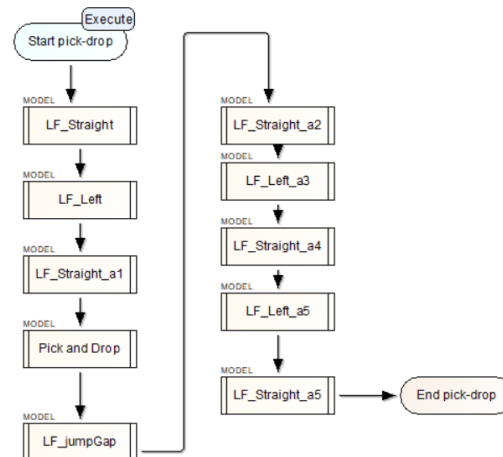 Execute
Start pick-drop
MODEL
LF_Straight
MODEL
LF_Left
MODEL
LF_Straight_a1
MODEL
Pick and Drop
MODEL
LF_jumpGap
MODEL
LF_Straight_a2
MODEL
LF_Left_a3
MODEL
LF_Straight_a4
MODEL
LF_Left_a5
MODEL
LF_Straight_a5
End pick-drop